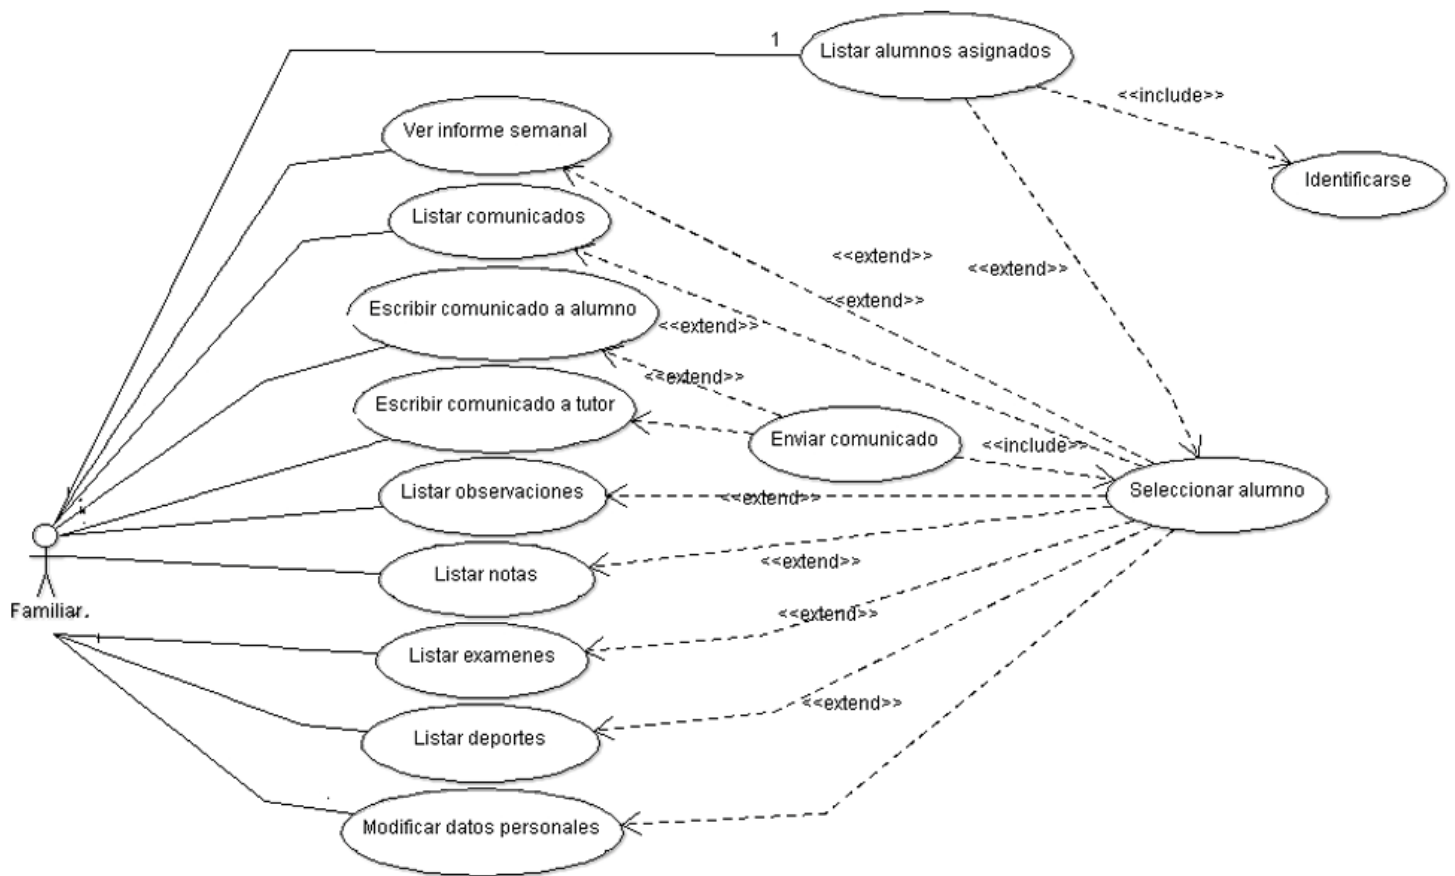 1
Listar alumnos asignados
<<include>>
Ver informe semanal
Identificarse
Listar comunicados
<<extend>>
<<extend>>
<<extend>>
Escribir comunicado a alumno
<<extend>>
<<extend>>
Escribir comunicado a tutor
Enviar comunicado
<<include>>
Listar observaciones
<<extend>>
Seleccionar alumno
Listar notas
<<extend>>
Familiar.
<<extend>>
Listar examenes
<<extend>>
Listar deportes
Modificar datos personales